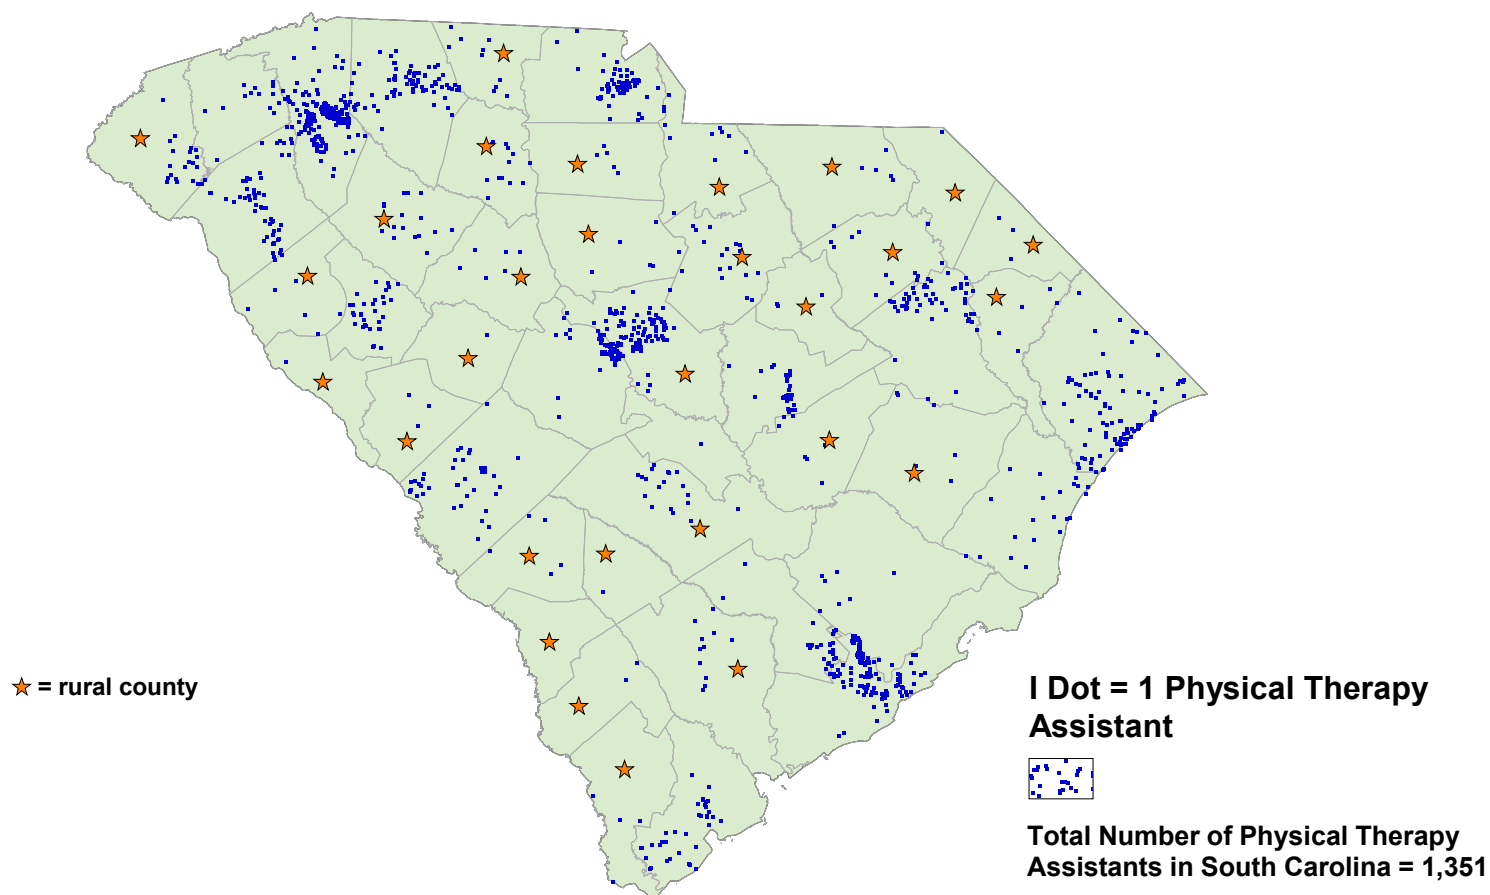 = rural county
I Dot = 1 Physical Therapy
Assistant
Total Number of Physical Therapy
Assistants in South Carolina = 1,351